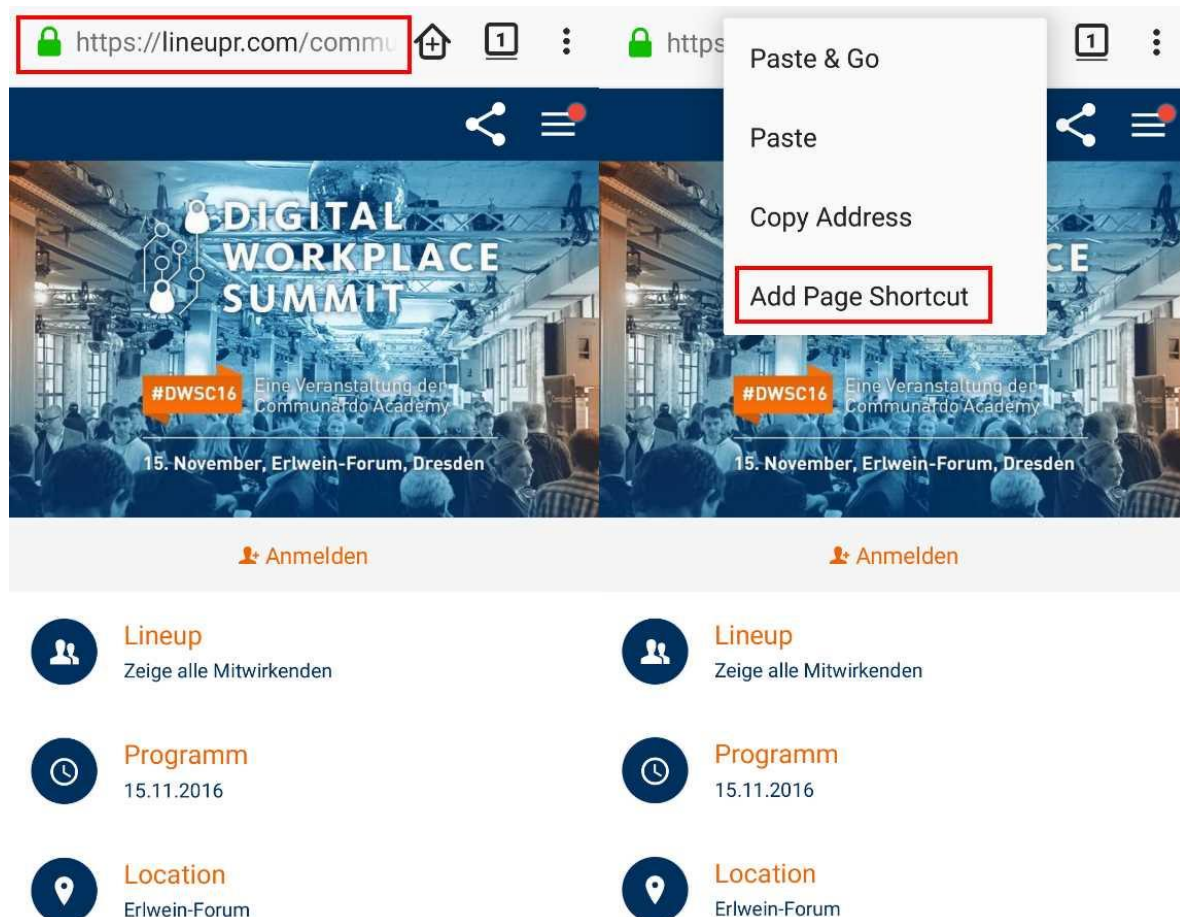 https://lineupr.com/commu
1
DIGITAL
WORKPLACE
SUMMIT
#DWSC16
Eine Veranstaltung der
Communardo Academy
15. November, Erlwein-Forum, Dresden
Anmelden
Lineup
Zeige alle Mitwirkenden
Programm
15.11.2016
Location
Erlwein-Forum
https
1
Paste & Go
Paste
Copy Address
Add Page Shortcut
CE
#DWSC16
Eine Veranstaltung der
Communardo Academy
15. November, Erlwein-Forum, Dresden
Anmelden
Lineup
Zeige alle Mitwirkenden
Programm
15.11.2016
Location
Erlwein-Forum